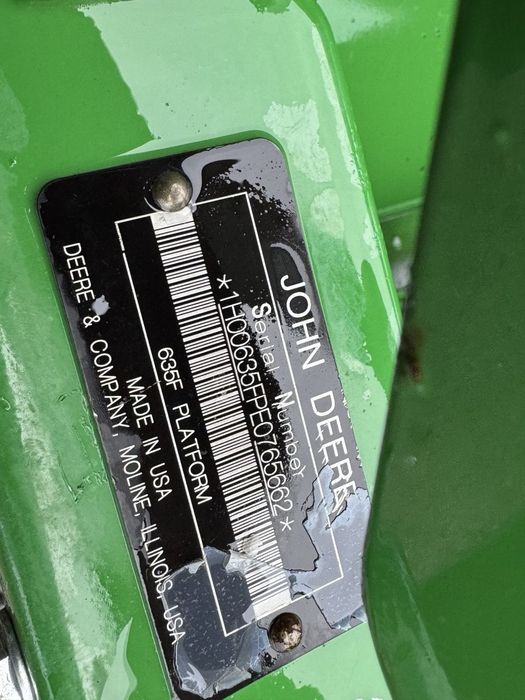 JOHN DEERE
Serial Number
*1H00635FPE0765662*
635F PLATFORM
MADE IN USA
DEERE & COMPANY, MOLINE, ILLINOIS, USA